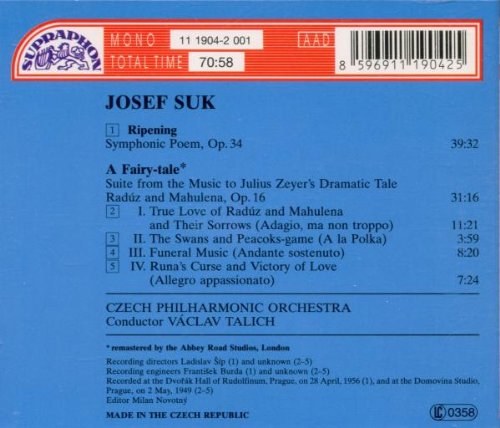 SUPRAPHON
MONO 11 1904-2 001 AAD
TOTAL TIME 70:58
8 596911 190425
JOSEF SUK
1 Ripening
Symphonic Poem, Op. 34 39:32
A Fairy-tale*
Suite from the Music to Julius Zeyer's Dramatic Tale
Radúz and Mahulena, Op. 16 31:16
2 I. True Love of Radúz and Mahulena
and Their Sorrows (Adagio, ma non troppo) 11:21
3 II. The Swans and Peacoks-game (A la Polka) 3:59
4 III. Funeral Music (Andante sostenuto) 8:20
5 IV. Runa's Curse and Victory of Love
(Allegro appassionato) 7:24
CZECH PHILHARMONIC ORCHESTRA
Conductor VÁCLAV TALICH
* remastered by the Abbey Road Studios, London
Recording directors Ladislav Šíp (1) and unknown (2–5)
Recording engineers František Burda (1) and unknown (2–5)
Recorded at the Dvořák Hall of Rudolfinum, Prague, on 28 April, 1956 (1), and at the Domovina Studio,
Prague, on 2 May, 1949 (2–5)
Editor Milan Novotný
MADE IN THE CZECH REPUBLIC
LC 0358